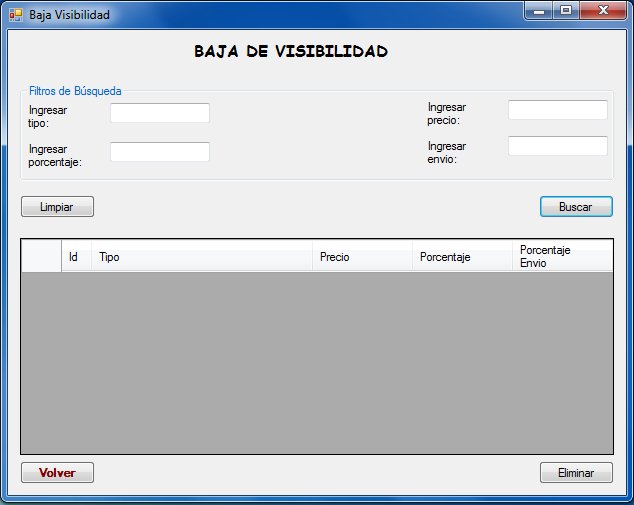 Baja Visibilidad
BAJA DE VISIBILIDAD
Filtros de Búsqueda
Ingresar
tipo:
Ingresar
precio:
Ingresar
porcentaje:
Ingresar
envio:
Limpiar
Buscar
Id Tipo Precio Porcentaje Porcentaje
Envio
Volver
Eliminar